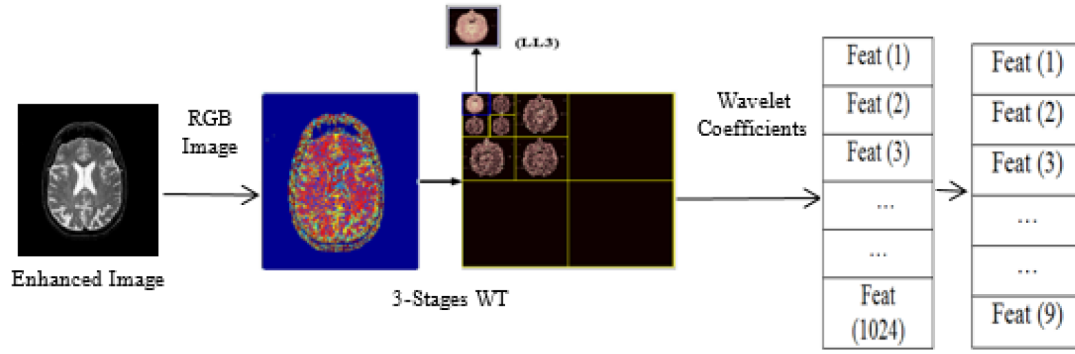 (LL3)
RGB
Image
Enhanced Image
3-Stages WT
Wavelet
Coefficients
Feat (1)
Feat (2)
Feat (3)
...
...
Feat
(1024)
Feat (1)
Feat (2)
Feat (3)
...
...
Feat (9)